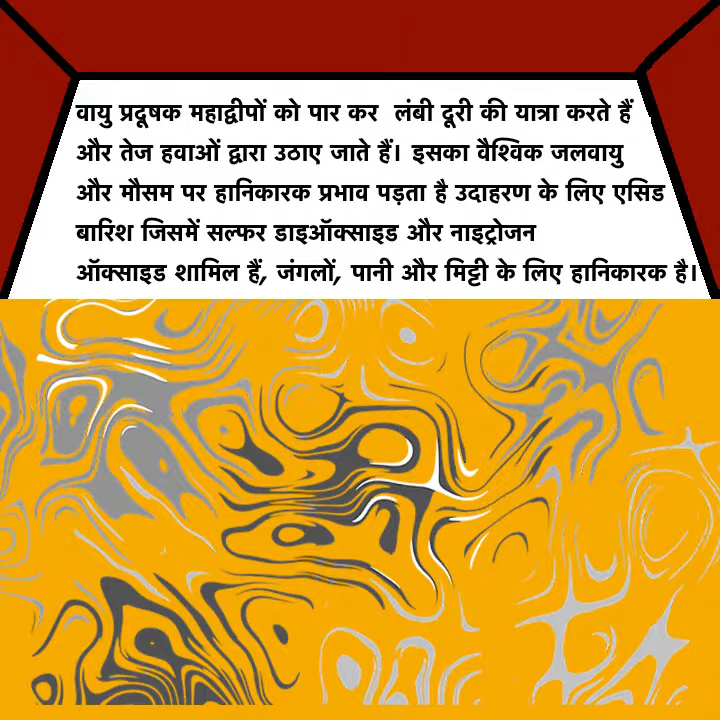 वायु प्रदूषक महाद्वीपों को पार कर लंबी दूरी की यात्रा करते हैं
और तेज हवाओं द्वारा उठाए जाते हैं। इसका वैश्विक जलवायु
और मौसम पर हानिकारक प्रभाव पड़ता है उदाहरण के लिए एसिड
बारिश जिसमें सल्फर डाइऑक्साइड और नाइट्रोजन
ऑक्साइड शामिल हैं, जंगलों, पानी और मिट्टी के लिए हानिकारक है।